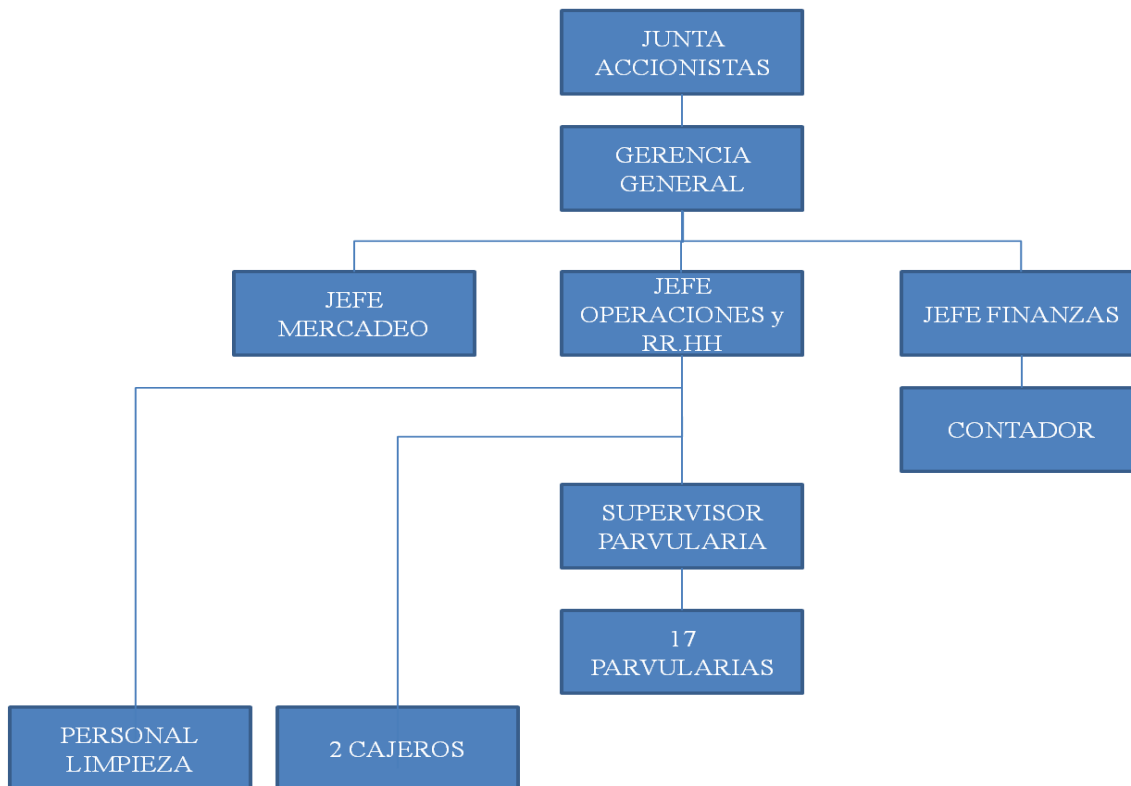 JUNTA
ACCIONISTAS
GERENCIA
GENERAL
JEFE
MERCADEO
JEFE
OPERACIONES y
RR.HH
JEFE FINANZAS
CONTADOR
SUPERVISOR
PARVULARIA
17
PARVULARIAS
PERSONAL
LIMPIEZA
2 CAJEROS